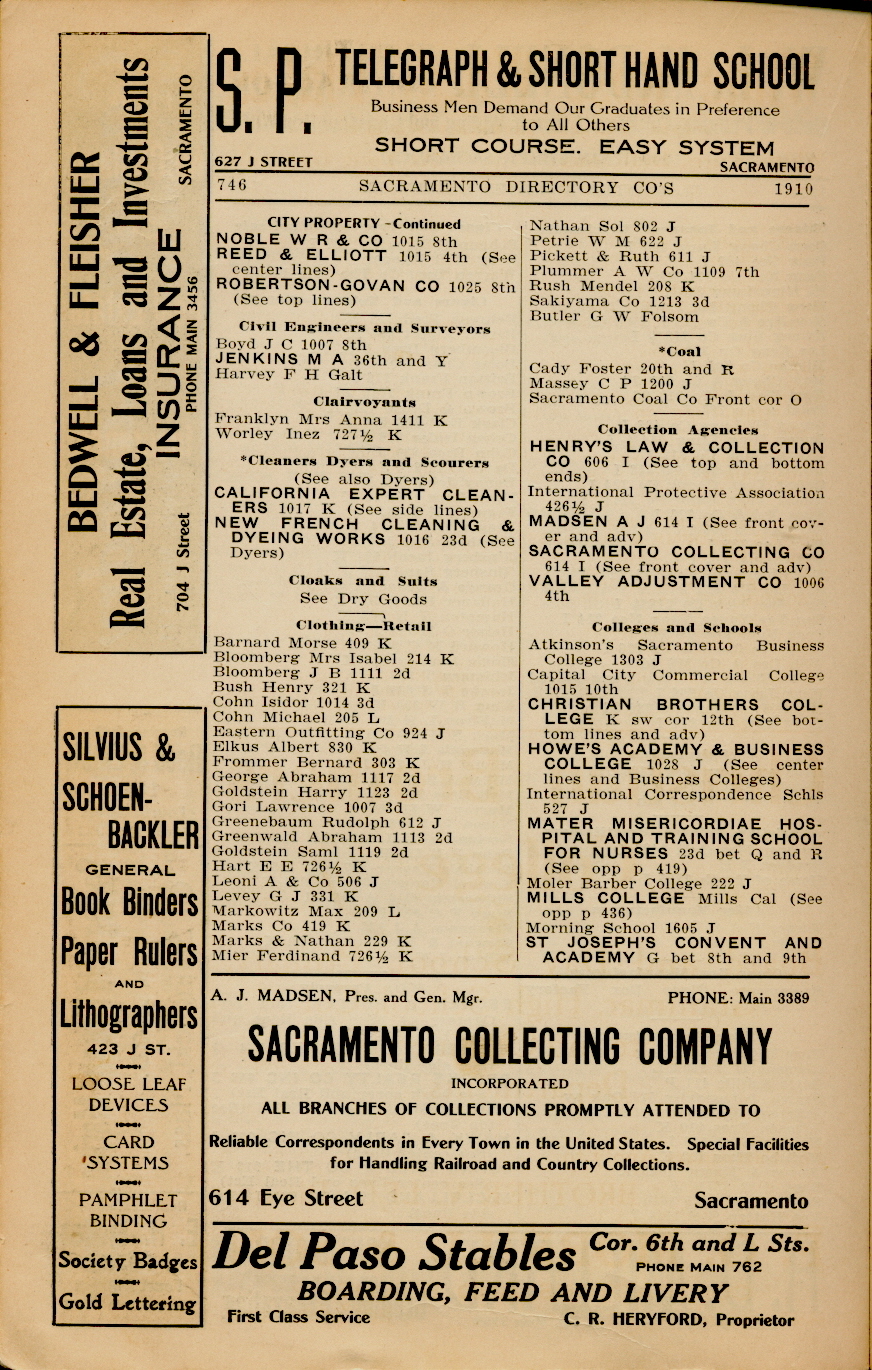 S. P.
TELEGRAPH & SHORT HAND SCHOOL
Business Men Demand Our Graduates in Preference
to All Others
SHORT COURSE. EASY SYSTEM
627 J STREET
SACRAMENTO
746 SACRAMENTO DIRECTORY CO'S 1910
BEDWELL & FLEISHER
Real Estate, Loans and Investments
INSURANCE
704 J Street PHONE MAIN 3456 SACRAMENTO
SILVIUS &
SCHOEN-
BACKLER
GENERAL
Book Binders
Paper Rulers
AND
Lithographers
423 J ST.
LOOSE LEAF
DEVICES
CARD
SYSTEMS
PAMPHLET
BINDING
Society Badges
Gold Lettering
CITY PROPERTY -Continued
NOBLE W R & CO 1015 8th
REED & ELLIOTT 1015 4th (See
center lines)
ROBERTSON-GOVAN CO 1025 8th
(See top lines)
Civil Engineers and Surveyors
Boyd J C 1007 8th
JENKINS M A 36th and Y
Harvey F H Galt
Clairvoyants
Franklyn Mrs Anna 1411 K
Worley Inez 727½ K
*Cleaners Dyers and Scourers
(See also Dyers)
CALIFORNIA EXPERT CLEAN-
ERS 1017 K (See side lines)
NEW FRENCH CLEANING &
DYEING WORKS 1016 23d (See
Dyers)
Cloaks and Suits
See Dry Goods
Clothing—Retail
Barnard Morse 409 K
Bloomberg Mrs Isabel 214 K
Bloomberg J B 1111 2d
Bush Henry 321 K
Cohn Isidor 1014 3d
Cohn Michael 205 L
Eastern Outfitting Co 924 J
Elkus Albert 830 K
Frommer Bernard 303 K
George Abraham 1117 2d
Goldstein Harry 1123 2d
Gori Lawrence 1007 3d
Greenebaum Rudolph 612 J
Greenwald Abraham 1113 2d
Goldstein Saml 1119 2d
Hart E E 726½ K
Leoni A & Co 506 J
Levey G J 331 K
Markowitz Max 209 L
Marks Co 419 K
Marks & Nathan 229 K
Mier Ferdinand 726½ K
Nathan Sol 802 J
Petrie W M 622 J
Pickett & Ruth 611 J
Plummer A W Co 1109 7th
Rush Mendel 208 K
Sakiyama Co 1213 3d
Butler G W Folsom
*Coal
Cady Foster 20th and R
Massey C P 1200 J
Sacramento Coal Co Front cor O
Collection Agencies
HENRY'S LAW & COLLECTION
CO 606 I (See top and bottom
ends)
International Protective Association
426½ J
MADSEN A J 614 I (See front cov-
er and adv)
SACRAMENTO COLLECTING CO
614 I (See front cover and adv)
VALLEY ADJUSTMENT CO 1006
4th
Colleges and Schools
Atkinson's Sacramento Business
College 1303 J
Capital City Commercial College
1015 10th
CHRISTIAN BROTHERS COL-
LEGE K sw cor 12th (See bot-
tom lines and adv)
HOWE'S ACADEMY & BUSINESS
COLLEGE 1028 J (See center
lines and Business Colleges)
International Correspondence Schls
527 J
MATER MISERICORDIAE HOS-
PITAL AND TRAINING SCHOOL
FOR NURSES 23d bet Q and R
(See opp p 419)
Moler Barber College 222 J
MILLS COLLEGE Mills Cal (See
opp p 436)
Morning School 1605 J
ST JOSEPH'S CONVENT AND
ACADEMY G bet 8th and 9th
A. J. MADSEN, Pres. and Gen. Mgr. PHONE: Main 3389
SACRAMENTO COLLECTING COMPANY
INCORPORATED
ALL BRANCHES OF COLLECTIONS PROMPTLY ATTENDED TO
Reliable Correspondents in Every Town in the United States. Special Facilities
for Handling Railroad and Country Collections.
614 Eye Street Sacramento
Del Paso Stables Cor. 6th and L Sts.
PHONE MAIN 762
BOARDING, FEED AND LIVERY
First Class Service C. R. HERYFORD, Proprietor